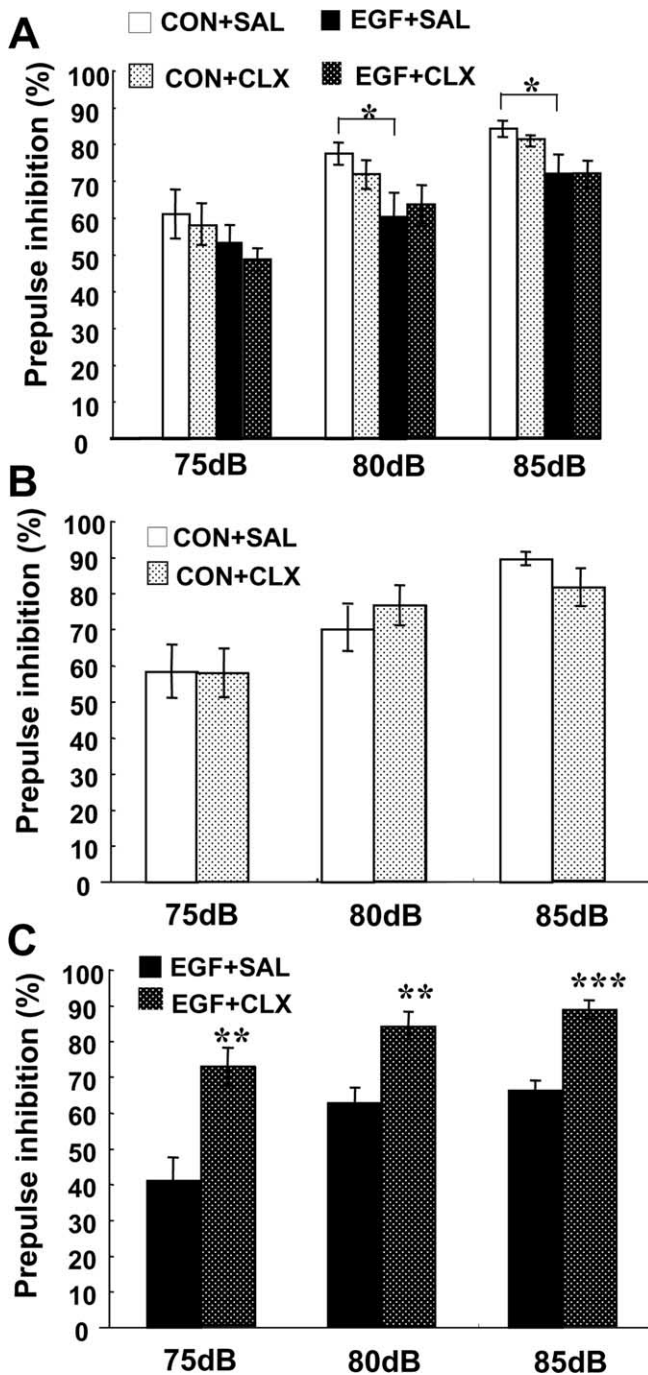 A
CON+SAL EGF+SAL
CON+CLX EGF+CLX
Prepulse inhibition (%)
100
90
80
70
60
50
40
30
20
10
0
* *
75dB 80dB 85dB
B
CON+SAL
CON+CLX
Prepulse inhibition (%)
100
90
80
70
60
50
40
30
20
10
0
75dB 80dB 85dB
C
EGF+SAL
EGF+CLX
Prepulse inhibition (%)
100
90
80
70
60
50
40
30
20
10
0
** ** ***
75dB 80dB 85dB